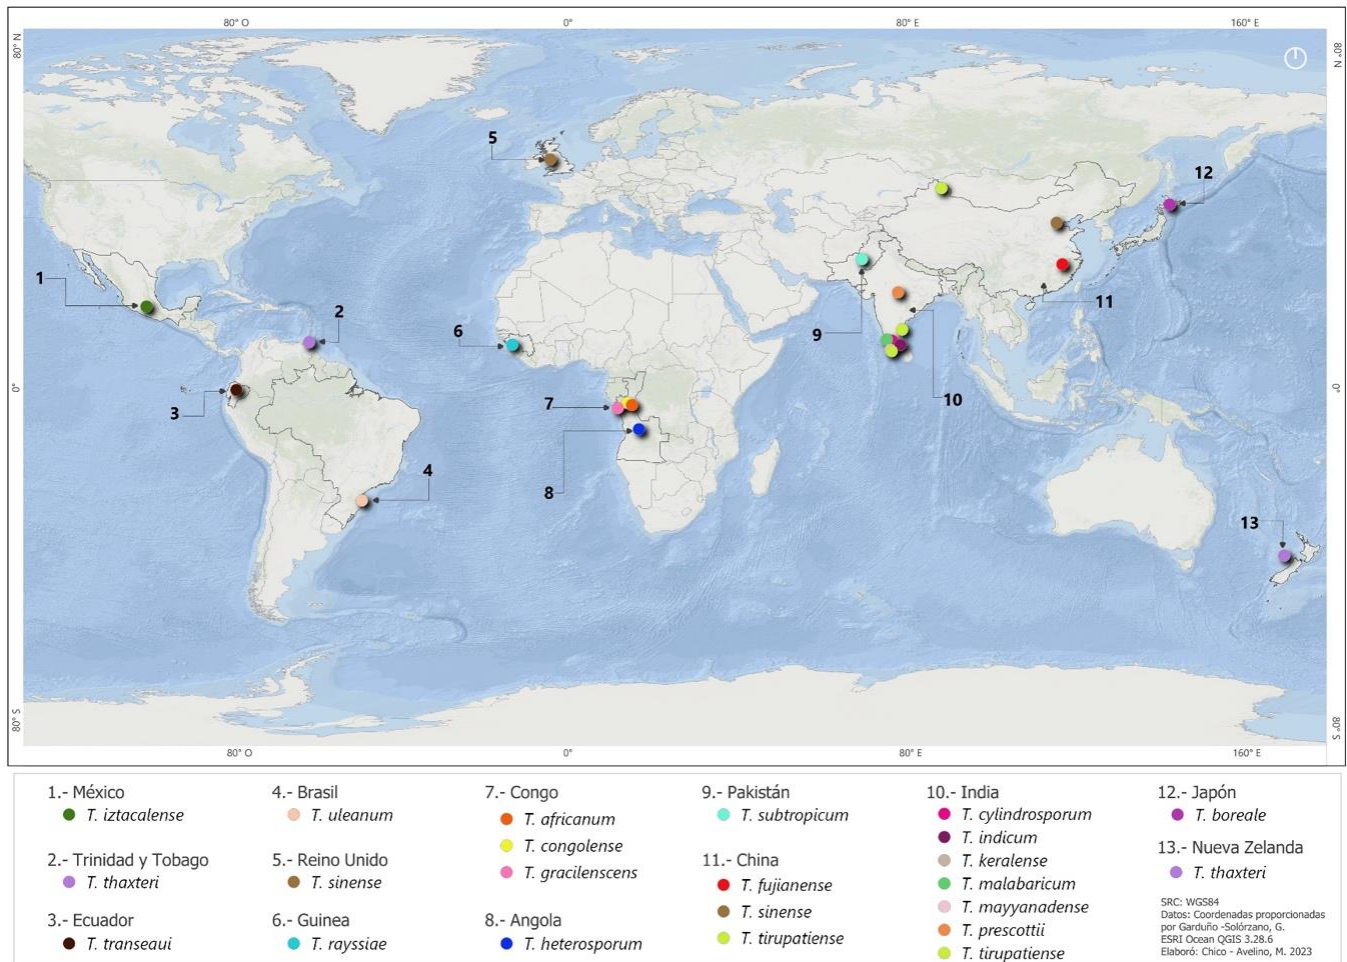 80° O 0° 80° E 160° E
80° N 80° N
5
12
1
2
11
6
9
10
0° 0°
7
3
4
8
13
80° S 80° S
80° O 0° 80° E 160° E
1.- México
T. iztacalense
2.- Trinidad y Tobago
T. thaxteri
3.- Ecuador
T. transeaui
4.- Brasil
T. uleanum
5.- Reino Unido
T. sinense
6.- Guinea
T. rayssiae
7.- Congo
T. africanum
T. congolense
T. gracilenscens
8.- Angola
T. heterosporum
9.- Pakistán
T. subtropicum
11.- China
T. fujianense
T. sinense
T. tirupatiense
10.- India
T. cylindrosporum
T. indicum
T. keralense
T. malabaricum
T. mayyanadense
T. prescottii
T. tirupatiense
12.- Japón
T. boreale
13.- Nueva Zelanda
T. thaxteri
SRC: WGS84
Datos: Coordenadas proporcionadas
por Garduño -Solórzano, G.
ESRI Ocean QGIS 3.28.6
Elaboró: Chico - Avelino, M. 2023